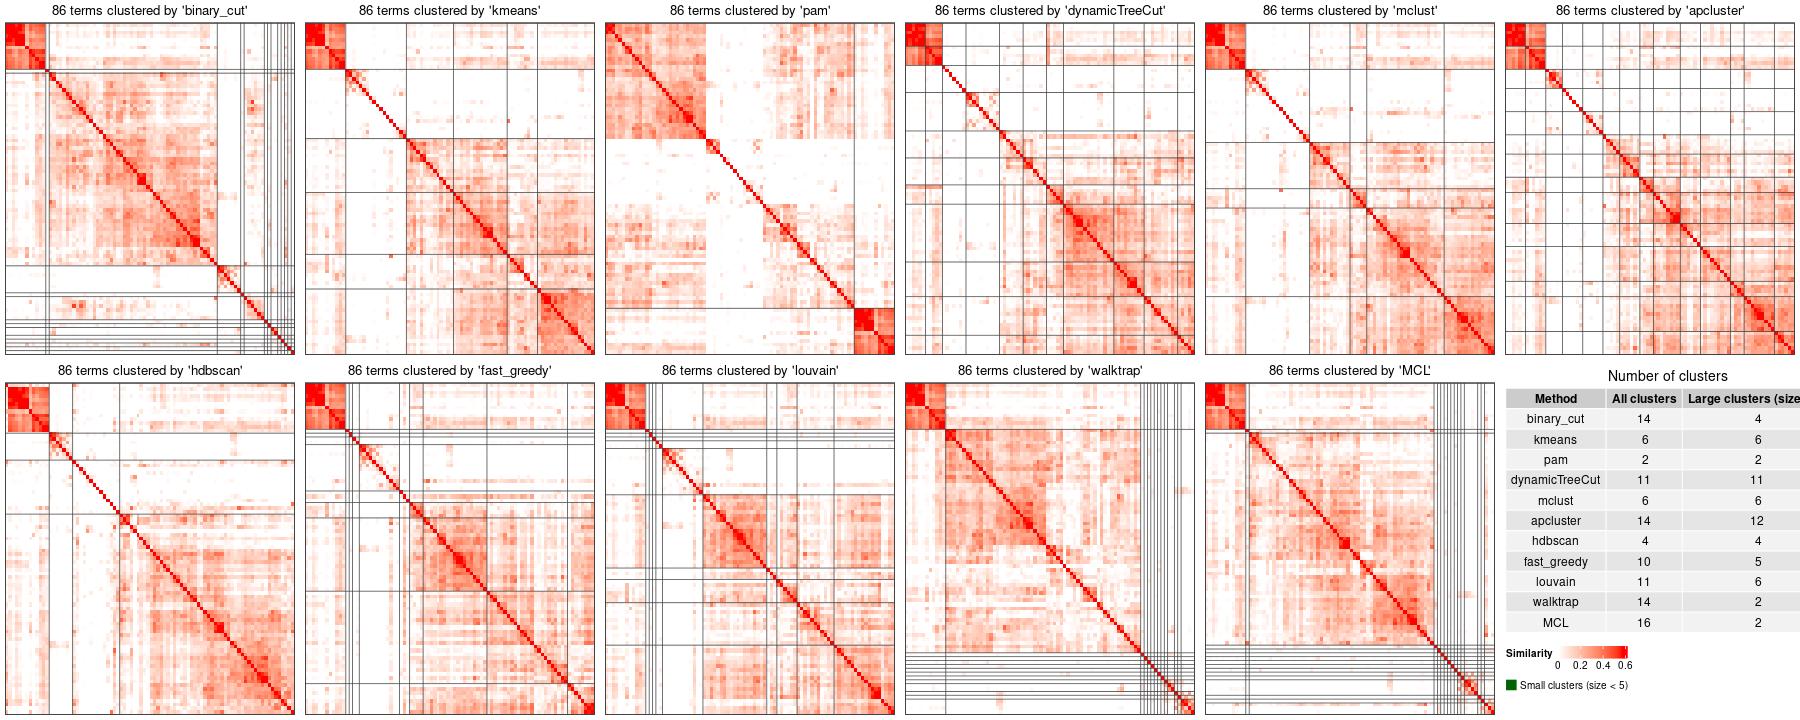 86 terms clustered by 'binary_cut'
86 terms clustered by 'kmeans'
86 terms clustered by 'pam'
86 terms clustered by 'dynamicTreeCut'
86 terms clustered by 'mclust'
86 terms clustered by 'apcluster'
86 terms clustered by 'hdbscan'
86 terms clustered by 'fast_greedy'
86 terms clustered by 'louvain'
86 terms clustered by 'walktrap'
86 terms clustered by 'MCL'
Number of clusters
Method All clusters Large clusters (size
binary_cut 14 4
kmeans 6 6
pam 2 2
dynamicTreeCut 11 11
mclust 6 6
apcluster 14 12
hdbscan 4 4
fast_greedy 10 5
louvain 11 6
walktrap 14 2
MCL 16 2
Similarity
0 0.2 0.4 0.6
Small clusters (size < 5)